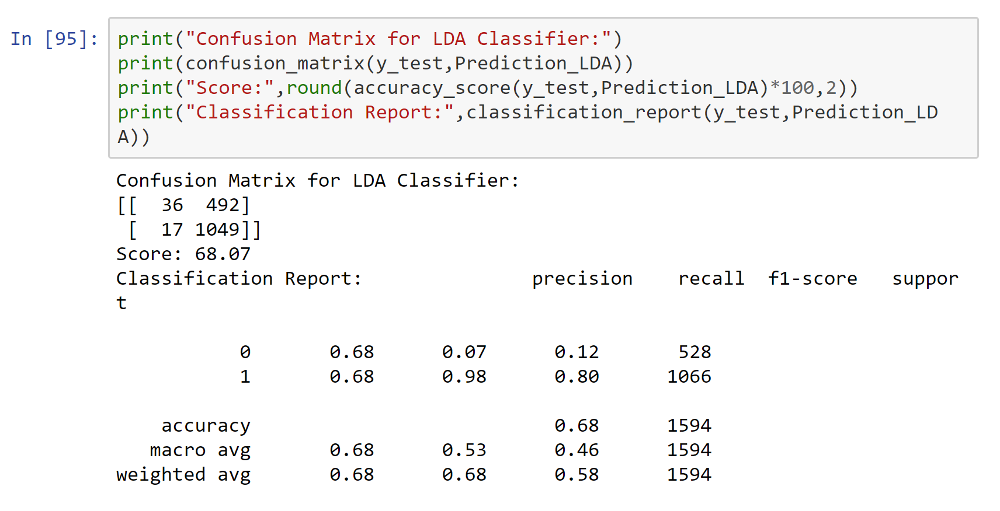 In [95]: print("Confusion Matrix for LDA Classifier:")
print(confusion_matrix(y_test,Prediction_LDA))
print("Score:",round(accuracy_score(y_test,Prediction_LDA)*100,2))
print("Classification Report:",classification_report(y_test,Prediction_LD
A))
Confusion Matrix for LDA Classifier:
[[  36  492]
 [  17 1049]]
Score: 68.07
Classification Report:               precision    recall  f1-score   suppor
t
           0       0.68      0.07      0.12       528
           1       0.68      0.98      0.80      1066
    accuracy                           0.68      1594
   macro avg       0.68      0.53      0.46      1594
weighted avg       0.68      0.68      0.58      1594